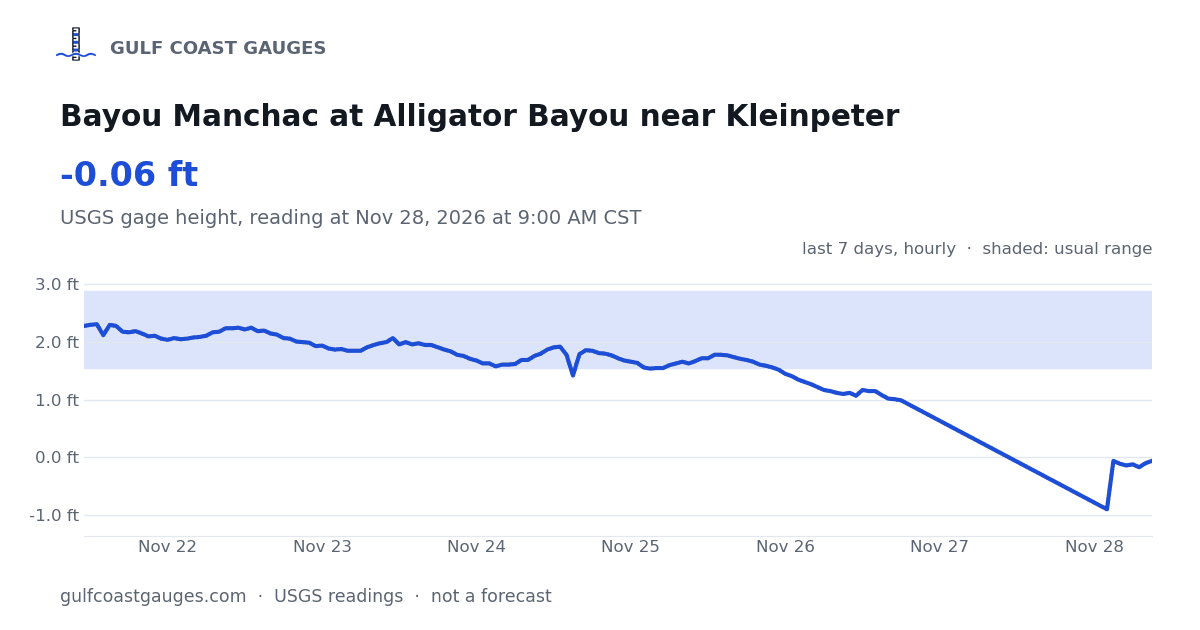 GULF COAST GAUGES
Bayou Manchac at Alligator Bayou near Kleinpeter
-0.06 ft
USGS gage height, reading at Nov 28, 2026 at 9:00 AM CST
last 7 days, hourly · shaded: usual range
3.0 ft
2.0 ft
1.0 ft
0.0 ft
-1.0 ft
Nov 22 Nov 23 Nov 24 Nov 25 Nov 26 Nov 27 Nov 28
gulfcoastgauges.com · USGS readings · not a forecast